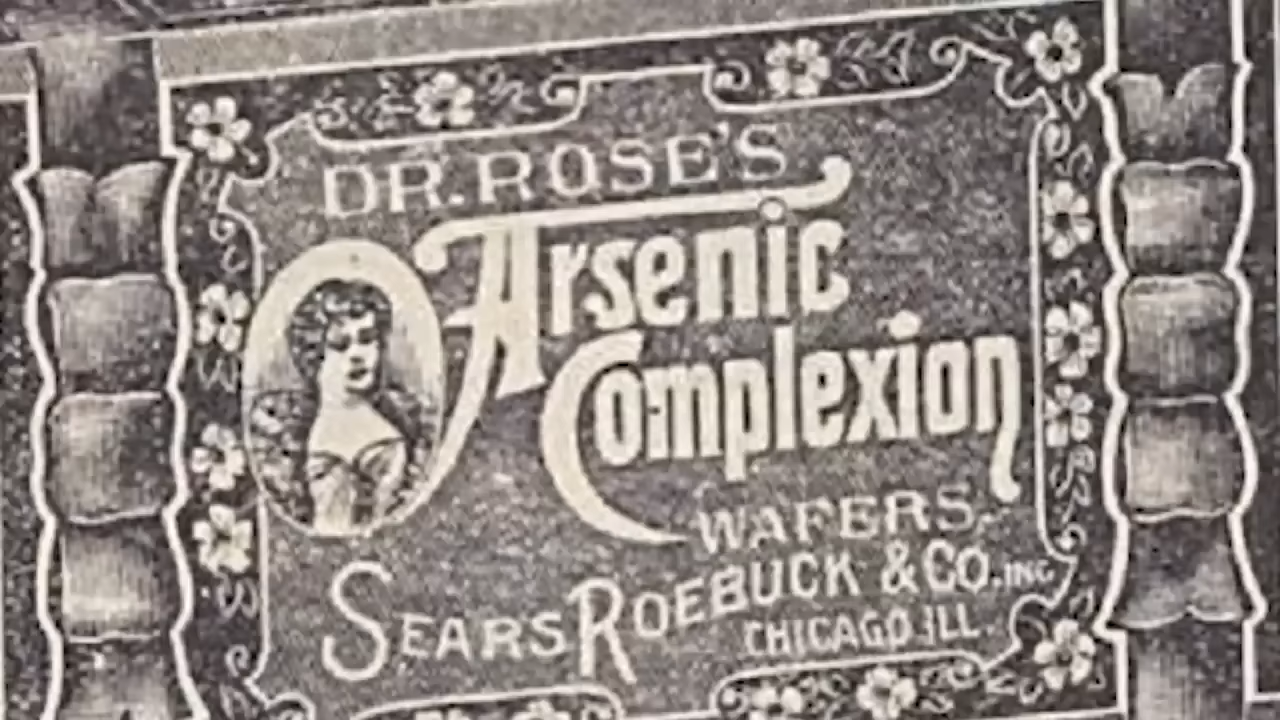 DR. ROSE'S
Arsenic
Complexion
WAFERS.
SEARS ROEBUCK & CO. INC
CHICAGO. ILL.